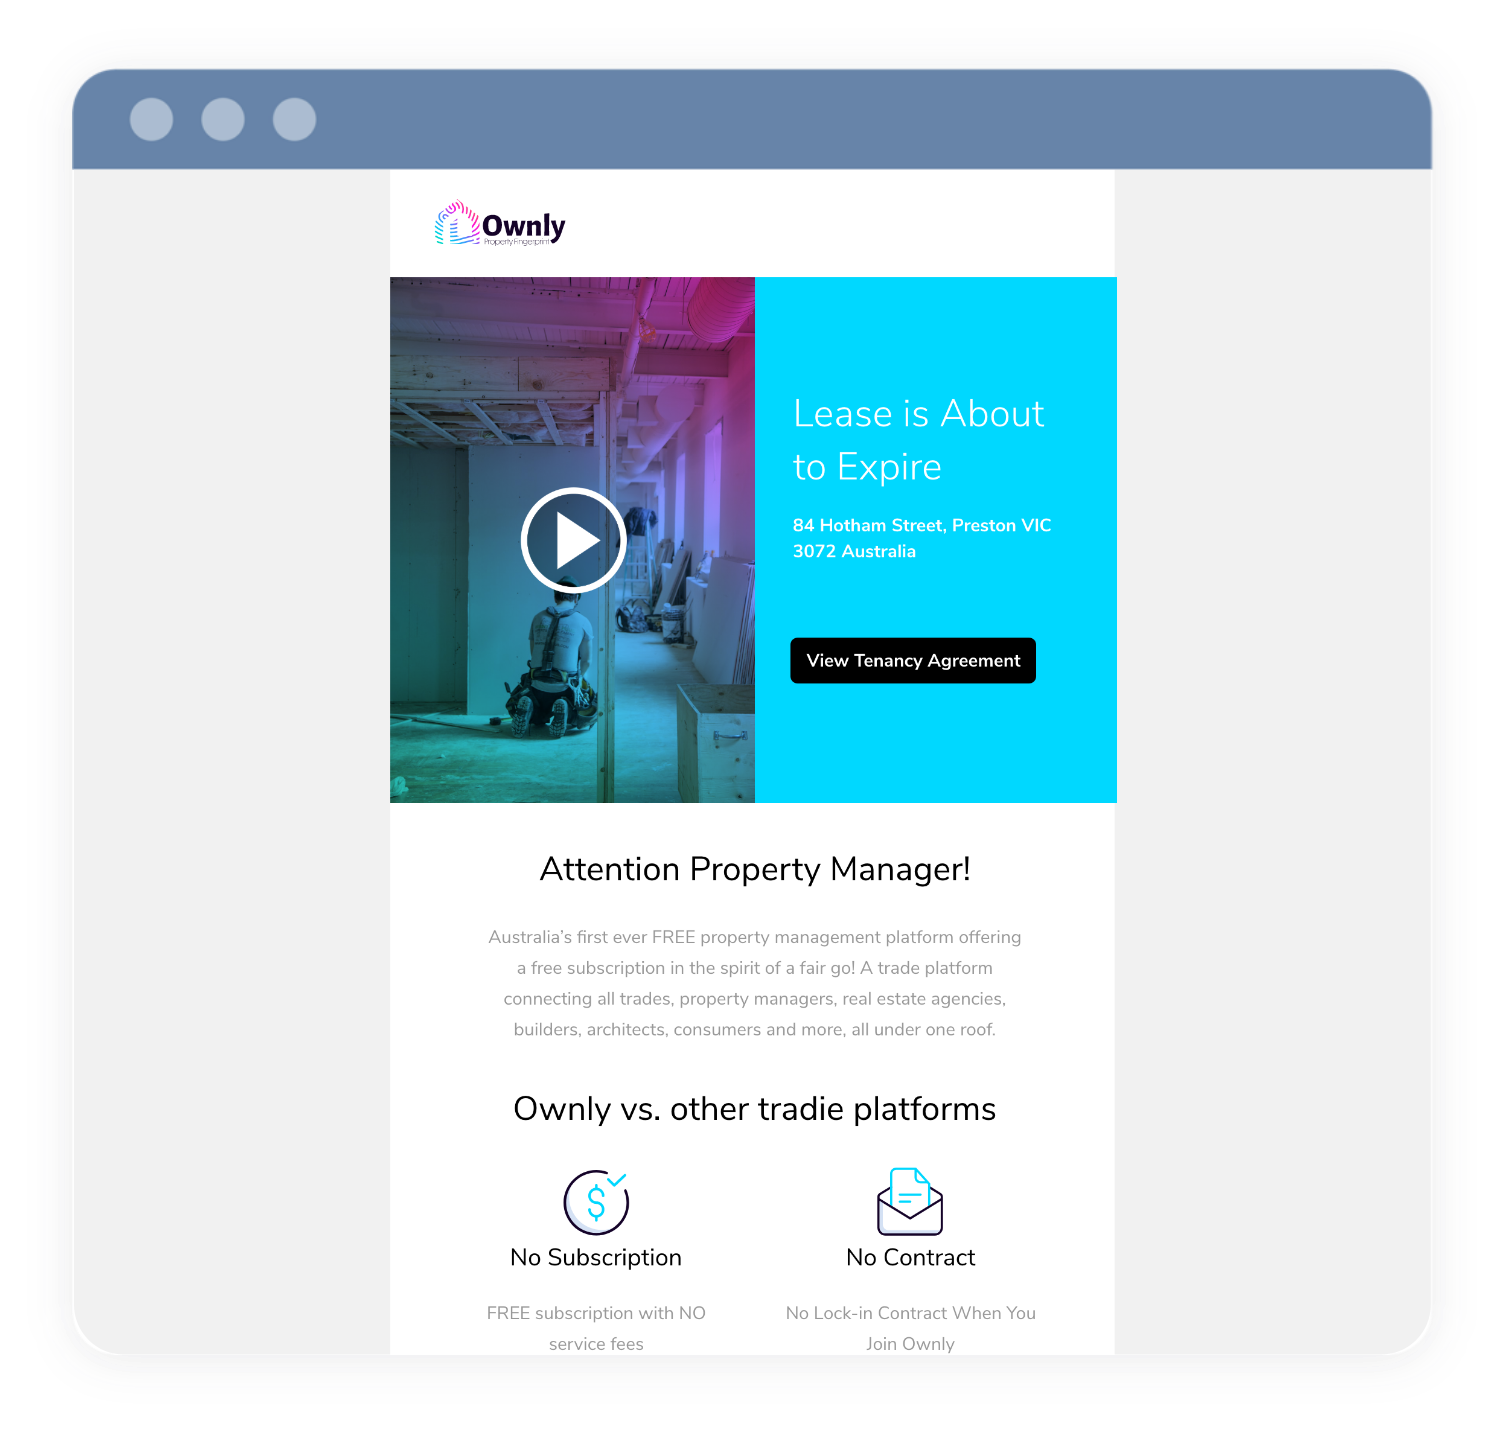 Ownly
Property Fingerprint
Lease is About
to Expire
84 Hotham Street, Preston VIC
3072 Australia
View Tenancy Agreement
Attention Property Manager!
Australia’s first ever FREE property management platform offering
a free subscription in the spirit of a fair go! A trade platform
connecting all trades, property managers, real estate agencies,
builders, architects, consumers and more, all under one roof.
Ownly vs. other tradie platforms
No Subscription
No Contract
FREE subscription with NO
service fees
No Lock-in Contract When You
Join Ownly